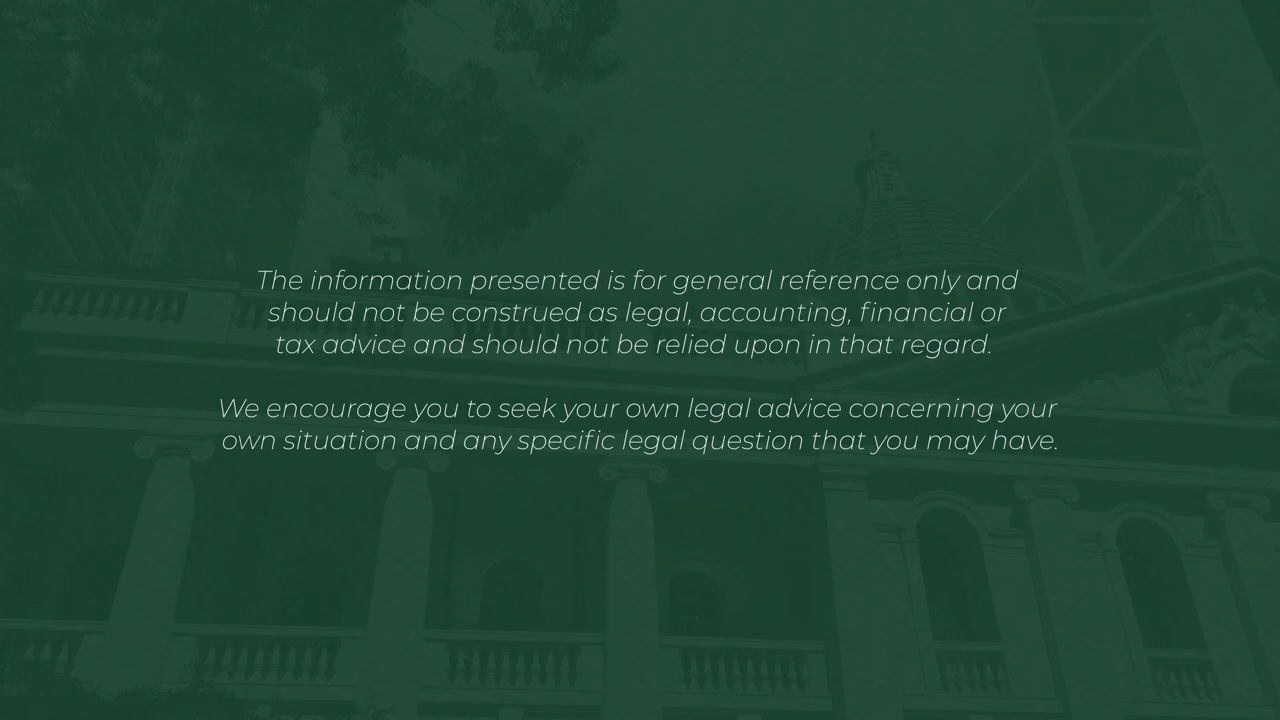 The information presented is for general reference only and
should not be construed as legal, accounting, financial or
tax advice and should not be relied upon in that regard.
We encourage you to seek your own legal advice concerning your
own situation and any specific legal question that you may have.